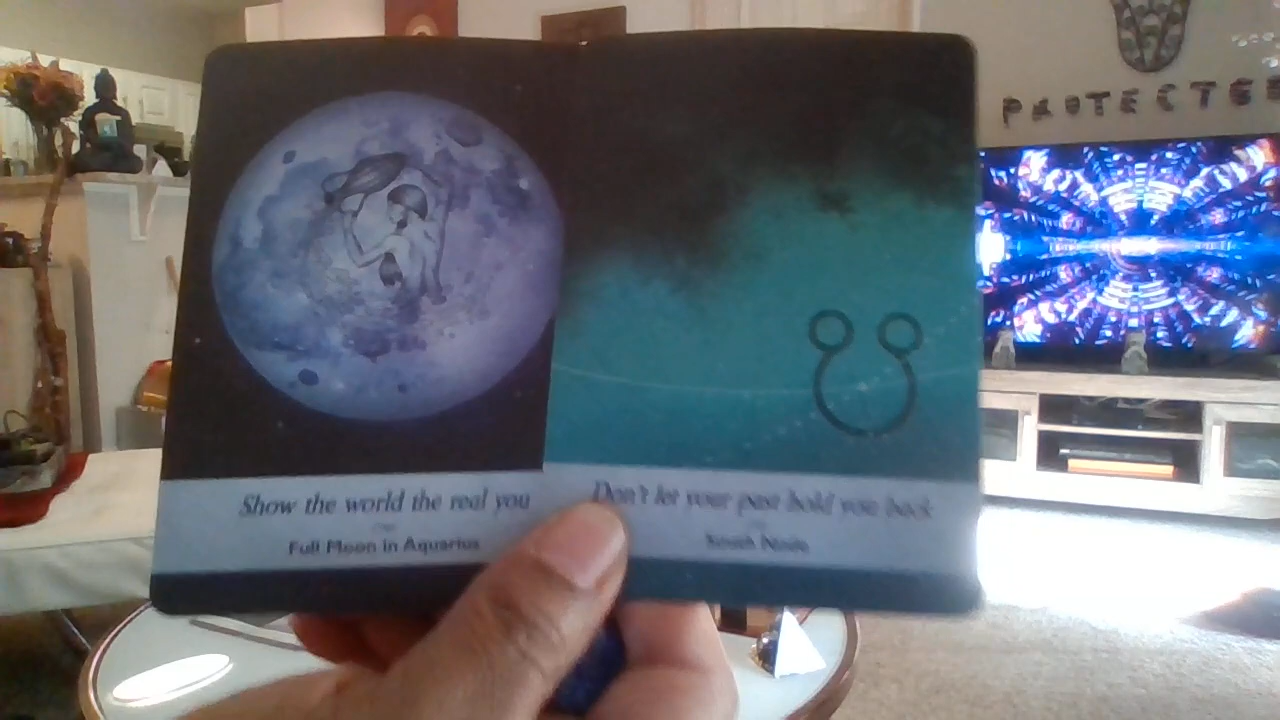 PROTECTED
Show the world the real you
Full Moon in Aquarius
Don't let your past hold you back
South Node